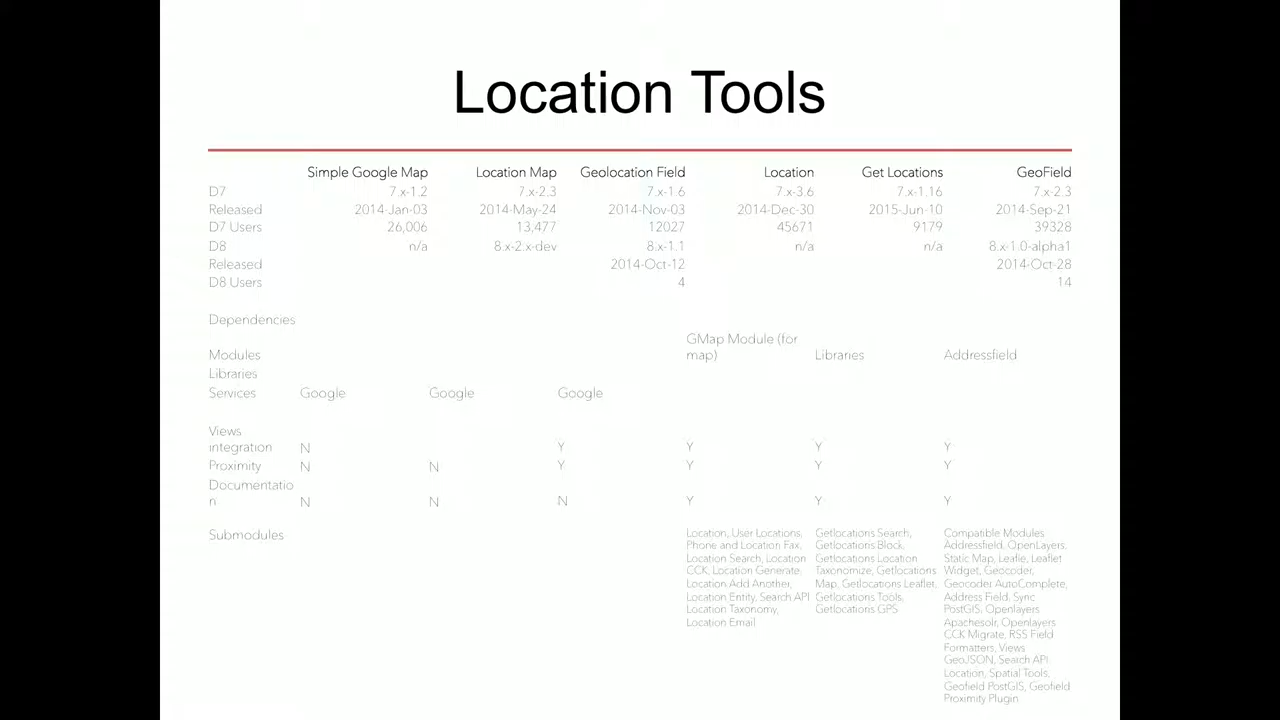 Location Tools
Simple Google Map Location Map Geolocation Field Location Get Locations GeoField
D7 7.x-1.2 7.x-2.3 7.x-1.6 7.x-3.6 7.x-1.16 7.x-2.3
Released 2014-Jan-03 2014-May-24 2014-Nov-03 2014-Dec-30 2015-Jun-10 2014-Sep-21
D7 Users 26,006 13,477 12027 45671 9179 39328
D8 n/a 8.x-2.x-dev 8.x-1.1 n/a n/a 8.x-1.0-alpha1
Released 2014-Oct-12 2014-Oct-28
D8 Users 4 14
Dependencies
GMap Module (for
Modules map) Libraries Addressfield
Libraries
Services Google Google Google
Views
integration N Y Y Y Y
Proximity N N Y Y Y Y
Documentatio
n N N N Y Y Y
Submodules Location, User Locations, Getlocations Search, Compatible Modules
Phone and Location Fax, Getlocations Block, Addressfield, OpenLayers,
Location Search, Location Getlocations Location Static Map, Leafle, Leaflet
CCK, Location Generate, Taxonomize, Getlocations Widget, Geocoder,
Location Add Another, Map, Getlocations Leaflet, Geocoder AutoComplete,
Location Entity, Search API Getlocations Tools, Address Field, Sync
Location Taxonomy, Getlocations GPS PostGIS, Openlayers
Location Email Apachesolr, Openlayers
CCK Migrate, RSS Field
Formatters, Views
GeoJSON, Search API
Location, Spatial Tools,
Geofield PostGIS, Geofield
Proximity Plugin